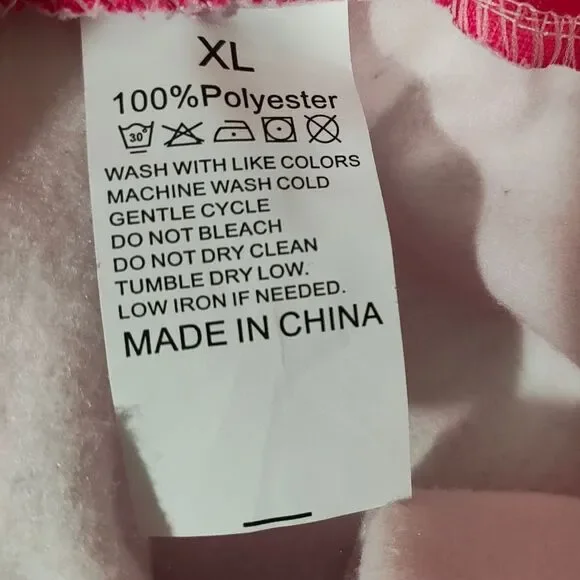 XL
100%Polyester
30°
WASH WITH LIKE COLORS
MACHINE WASH COLD
GENTLE CYCLE
DO NOT BLEACH
DO NOT DRY CLEAN
TUMBLE DRY LOW.
LOW IRON IF NEEDED.
MADE IN CHINA